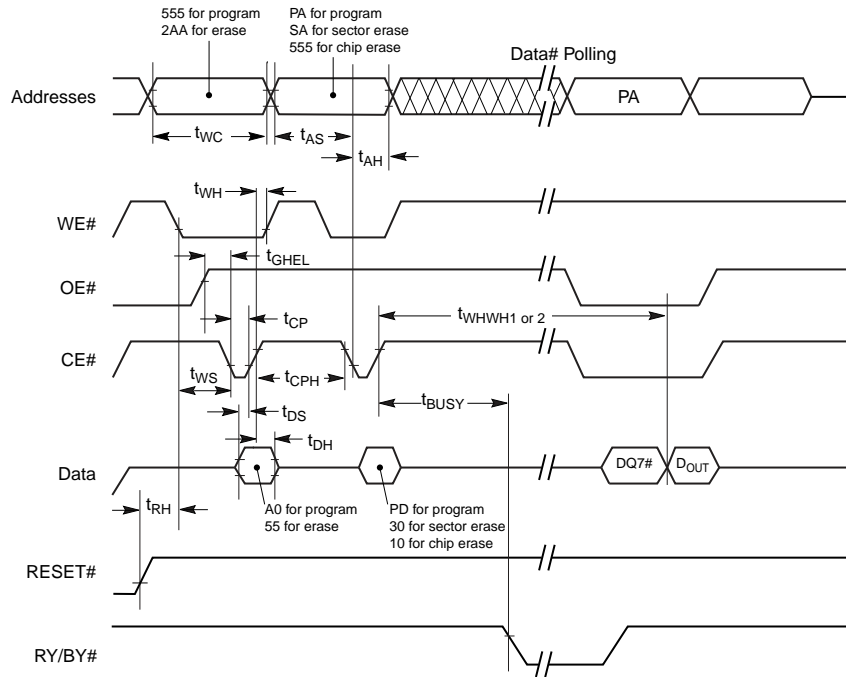 555 for program
2AA for erase
PA for program
SA for sector erase
555 for chip erase
Data# Polling
Addresses
PA
tWC
tAS
tAH
tWH
WE#
tGHEL
OE#
tCP
tWHWH1 or 2
CE#
tWS
tCPH
tBUSY
tDS
tDH
Data
DQ7#
DOUT
tRH
A0 for program
55 for erase
PD for program
30 for sector erase
10 for chip erase
RESET#
RY/BY#